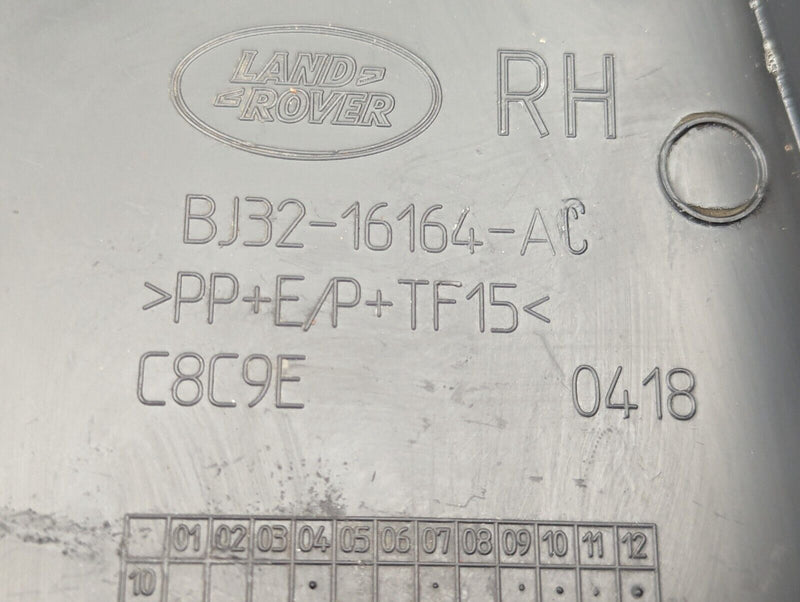 LAND
ROVER
RH
BJ32-16164-AC
>PP+E/P+TF15<
C8C9E 0418
01 02 03 04 05 06 07 08 09 10 11 12
10